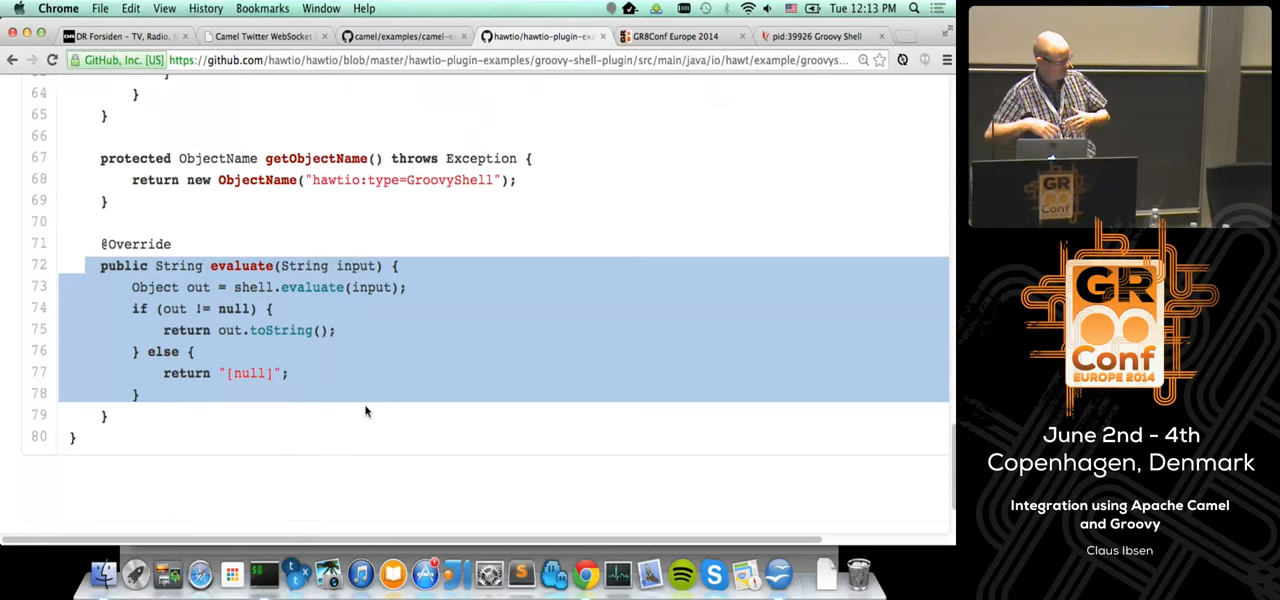 Chrome File Edit View History Bookmarks Window Help
Tue 12:13 PM
DR Forsiden - TV, Radio, N
Camel Twitter WebSocket
camel/examples/camel-e
hawtio/hawtio-plugin-ex
GR8Conf Europe 2014
pid:39926 Groovy Shell
GitHub, Inc. [US] https://github.com/hawtio/hawtio/blob/master/hawtio-plugin-examples/groovy-shell-plugin/src/main/java/io/hawt/example/groovys...
64 }
65 }
66
67 protected ObjectName getObjectName() throws Exception {
68 return new ObjectName("hawtio:type=GroovyShell");
69 }
70
71 @Override
72 public String evaluate(String input) {
73 Object out = shell.evaluate(input);
74 if (out != null) {
75 return out.toString();
76 } else {
77 return "[null]";
78 }
79 }
80 }
GR
Conf
GR
Conf
EUROPE 2014
June 2nd - 4th
Copenhagen, Denmark
Integration using Apache Camel
and Groovy
Claus Ibsen